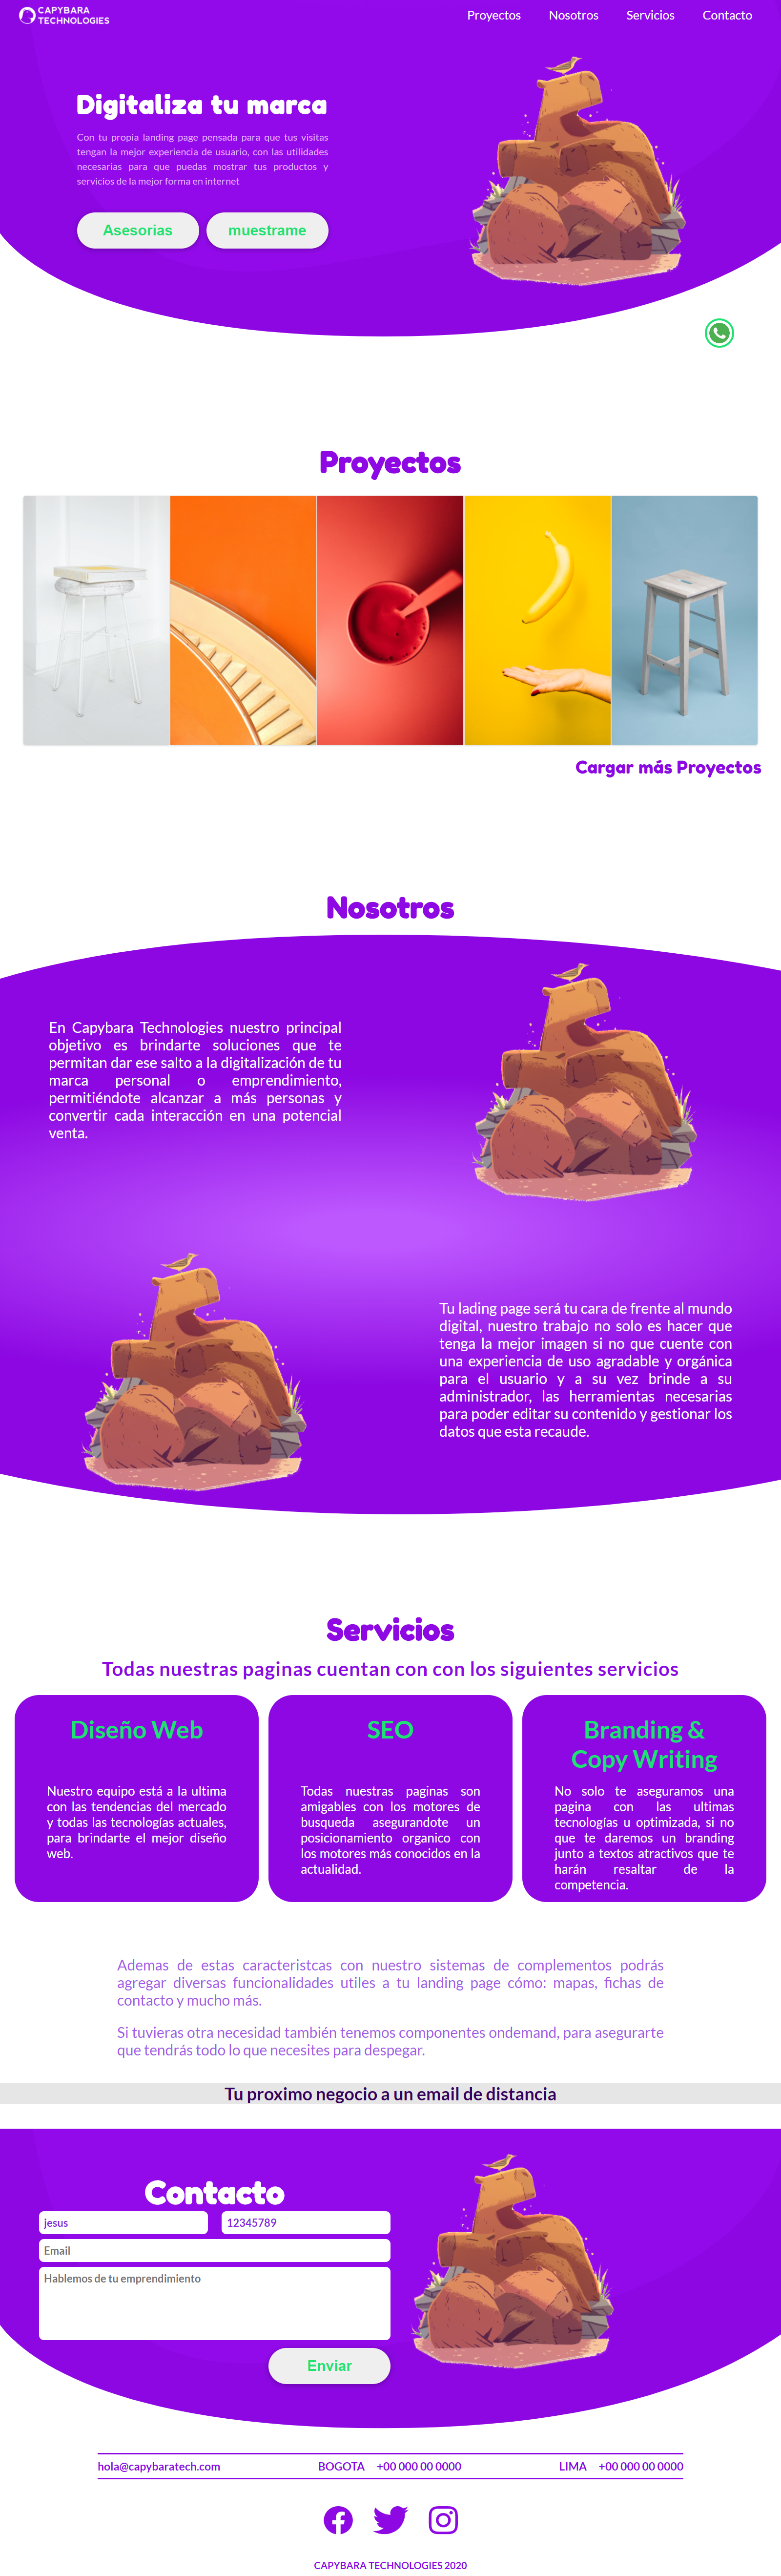 CAPYBARA
TECHNOLOGIES
Proyectos Nosotros Servicios Contacto
Digitaliza tu marca
Con tu propia landing page pensada para que tus visitas
tengan la mejor experiencia de usuario, con las utilidades
necesarias para que puedas mostrar tus productos y
servicios de la mejor forma en internet
Asesorias muestrame
Proyectos
Cargar más Proyectos
Nosotros
En Capybara Technologies nuestro principal
objetivo es brindarte soluciones que te
permitan dar ese salto a la digitalización de tu
marca personal o emprendimiento,
permitiéndote alcanzar a más personas y
convertir cada interacción en una potencial
venta.
Tu lading page será tu cara de frente al mundo
digital, nuestro trabajo no solo es hacer que
tenga la mejor imagen si no que cuente con
una experiencia de uso agradable y orgánica
para el usuario y a su vez brinde a su
administrador, las herramientas necesarias
para poder editar su contenido y gestionar los
datos que esta recaude.
Servicios
Todas nuestras paginas cuentan con con los siguientes servicios
Diseño Web
Nuestro equipo está a la ultima
con las tendencias del mercado
y todas las tecnologías actuales,
para brindarte el mejor diseño
web.
SEO
Todas nuestras paginas son
amigables con los motores de
busqueda asegurandote un
posicionamiento organico con
los motores más conocidos en la
actualidad.
Branding &
Copy Writing
No solo te aseguramos una
pagina con las ultimas
tecnologías u optimizada, si no
que te daremos un branding
junto a textos atractivos que te
harán resaltar de la
competencia.
Ademas de estas caracteristcas con nuestro sistemas de complementos podrás
agregar diversas funcionalidades utiles a tu landing page cómo: mapas, fichas de
contacto y mucho más.
Si tuvieras otra necesidad también tenemos componentes ondemand, para asegurarte
que tendrás todo lo que necesites para despegar.
Tu proximo negocio a un email de distancia
Contacto
jesus 12345789
Email
Hablemos de tu emprendimiento
Enviar
hola@capybaratech.com BOGOTA +00 000 00 0000 LIMA +00 000 00 0000
CAPYBARA TECHNOLOGIES 2020